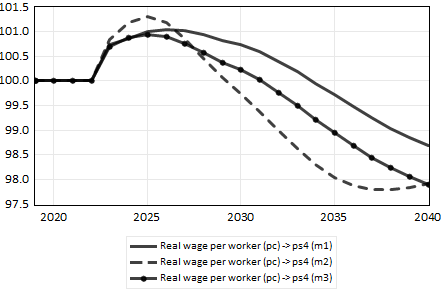 101.5
101.0
100.5
100.0
99.5
99.0
98.5
98.0
97.5
2020 2025 2030 2035 2040
Real wage per worker (pc) -> ps4 (m1)
Real wage per worker (pc) -> ps4 (m2)
Real wage per worker (pc) -> ps4 (m3)